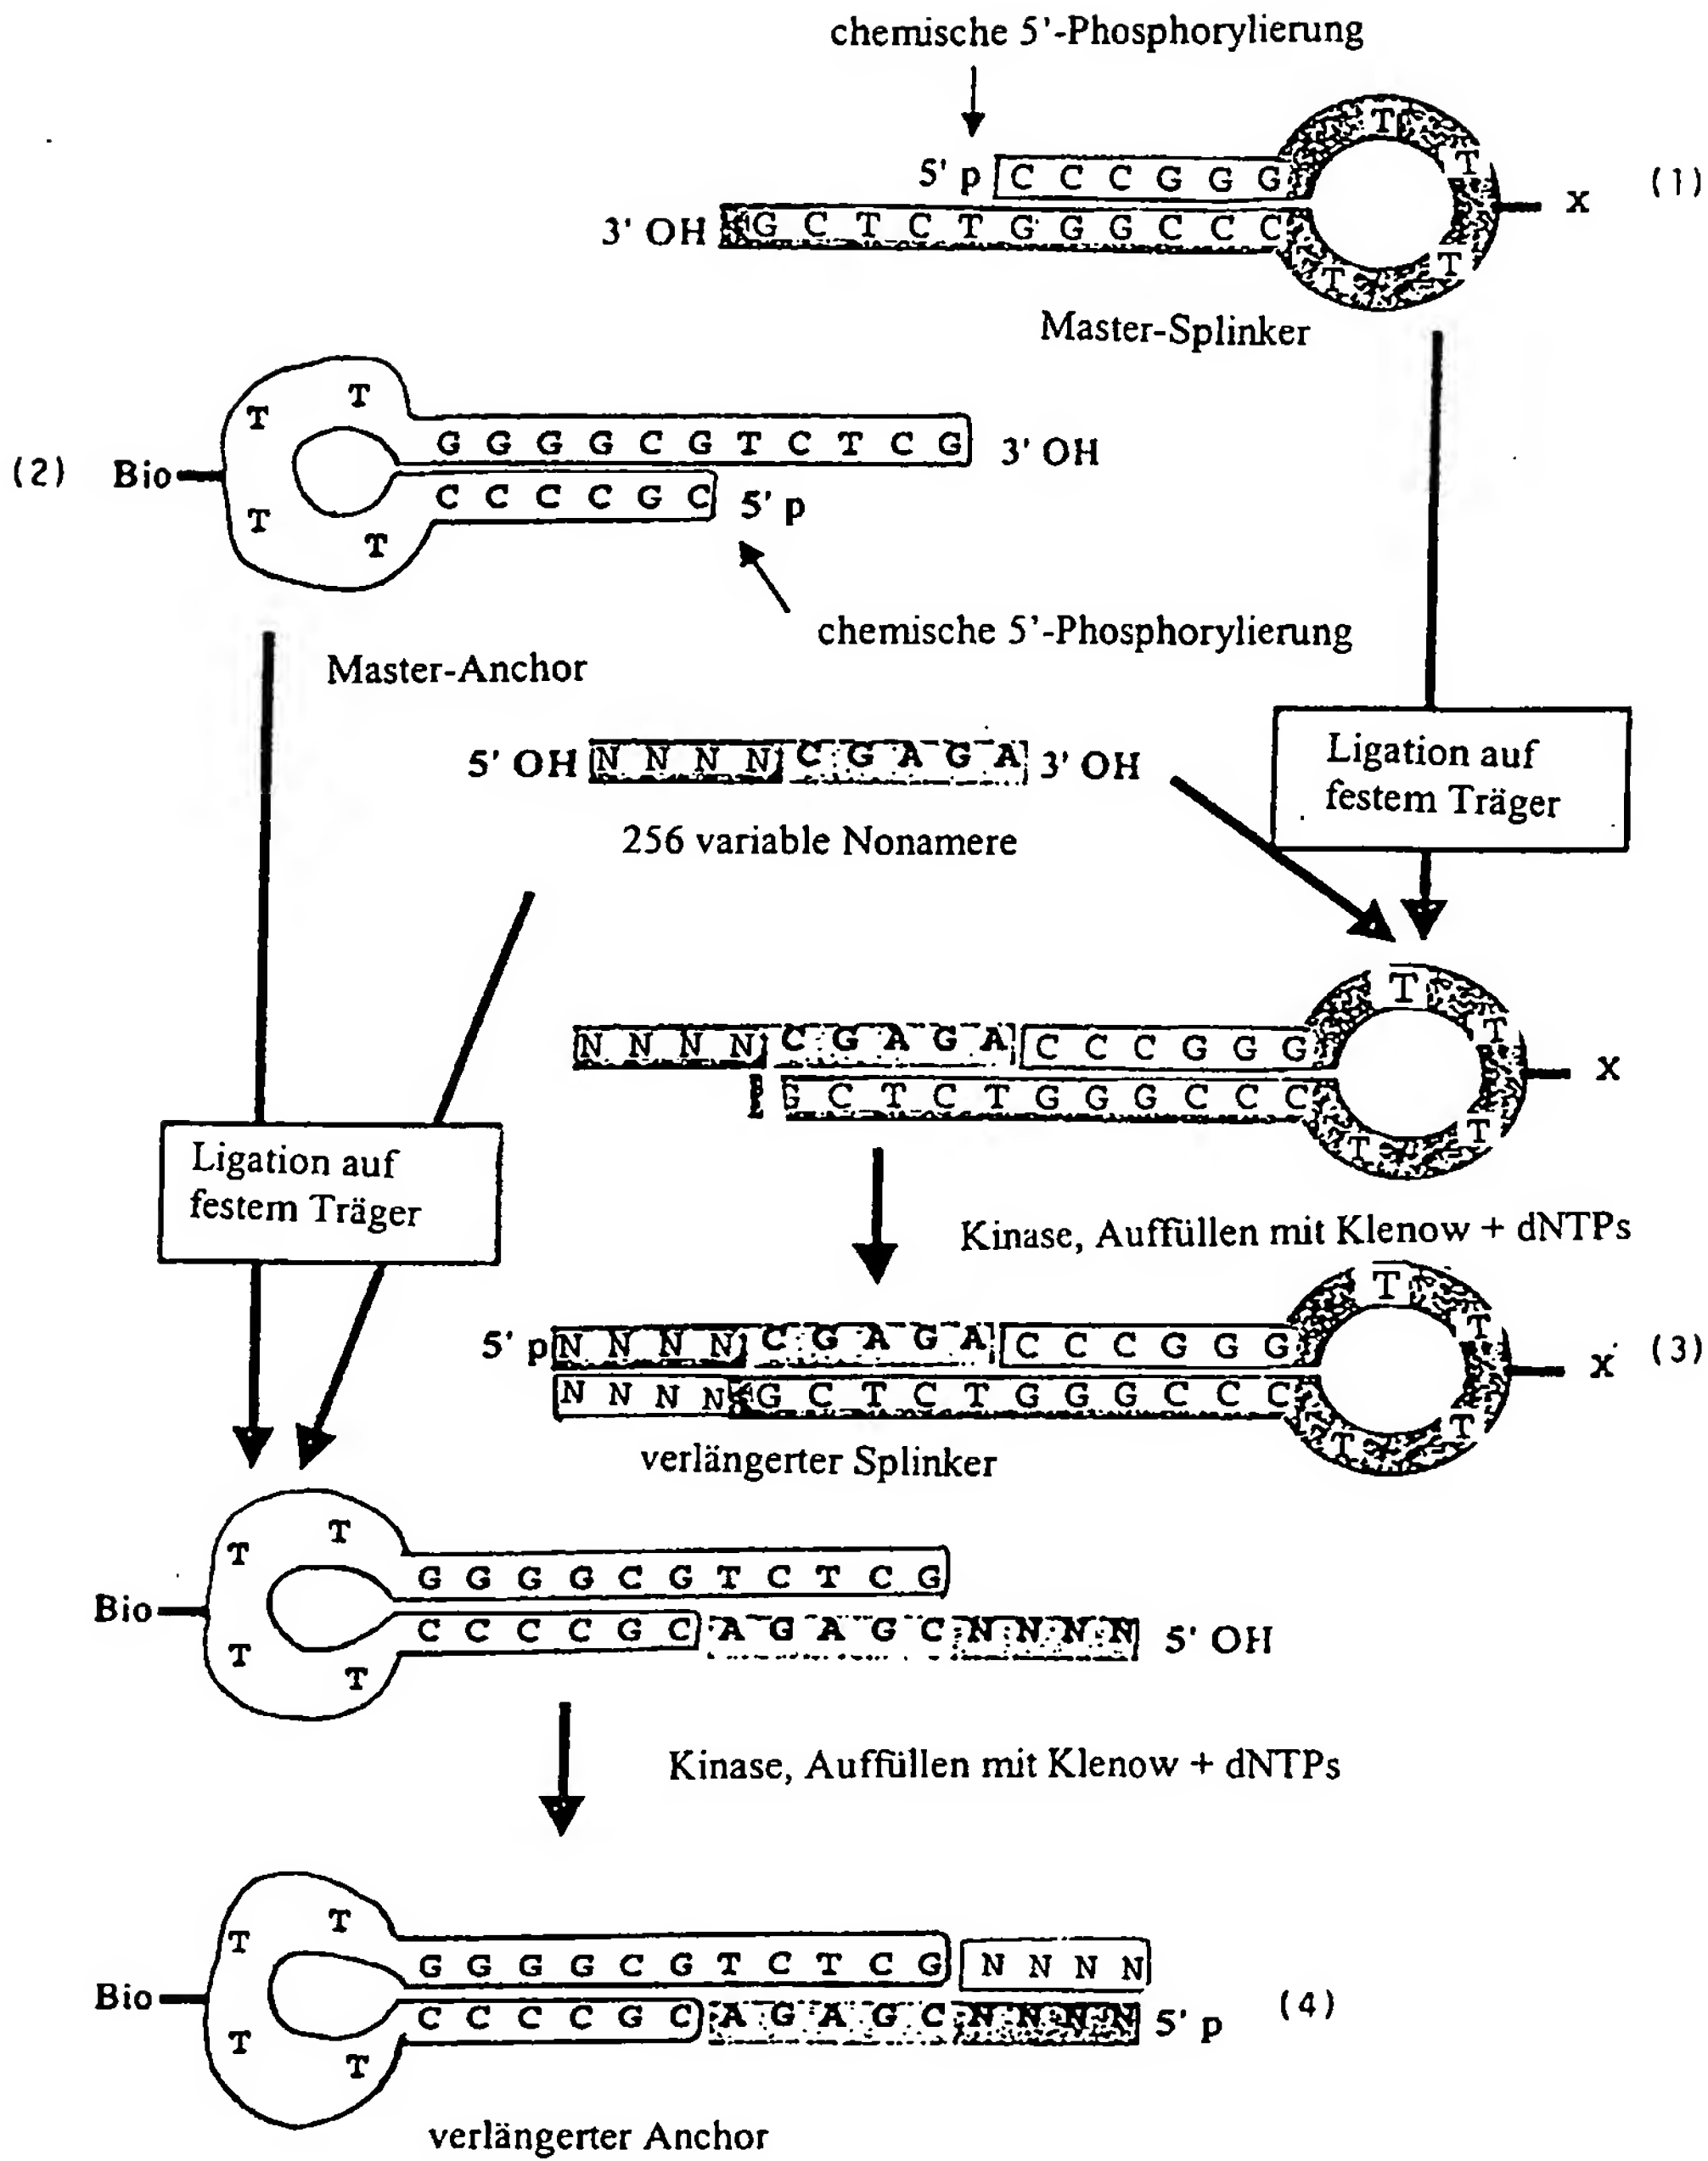 chemische 5'-Phosphorylierung
T
5' p C C C G G G T
X (1)
3' OH G C T C T G G G C C C T T
Master-Splinker
T T
G G G G C G T C T C G 3' OH
(2) Bio
C C C C G C 5' p
T T
chemische 5'-Phosphorylierung
Master-Anchor
5' OH N N N N C G A G A 3' OH
Ligation auf
festem Träger
256 variable Nonamere
T
N N N N C G A G A C C C G G G T
X
G C T C T G G G C C C T T
Ligation auf
festem Träger
Kinase, Auffüllen mit Klenow + dNTPs
T
5' p N N N N C G A G A C C C G G G T
X (3)
N N N N G C T C T G G G C C C T T
verlängerter Splinker
T T
G G G G C G T C T C G
Bio
C C C C G C A G A G C N N N N 5' OH
T T
Kinase, Auffüllen mit Klenow + dNTPs
T T
G G G G C G T C T C G N N N N
Bio (4)
C C C C G C A G A G C N N N N 5' p
T T
verlängerter Anchor